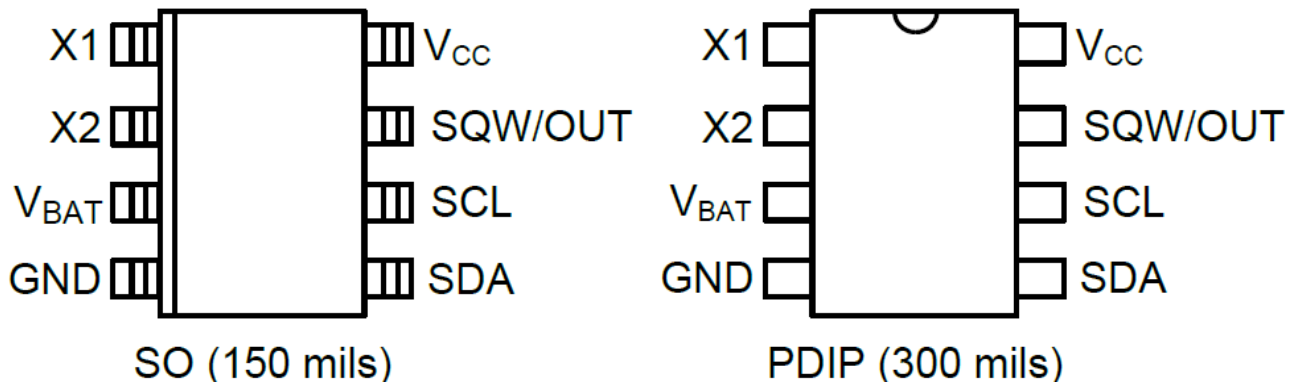 X1 VCC X1 VCC
X2 SQW/OUT X2 SQW/OUT
VBAT SCL VBAT SCL
GND SDA GND SDA
SO (150 mils) PDIP (300 mils)